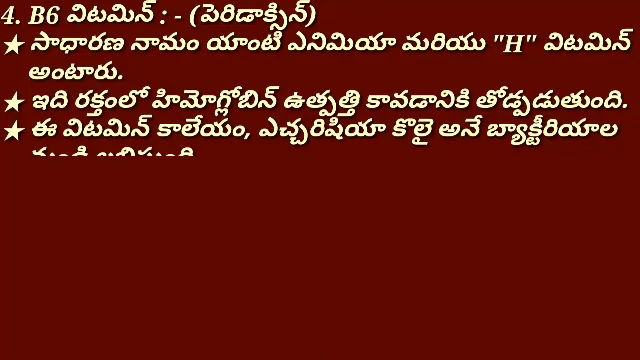 4. B6 విటమిన్ : - (పెరిడాక్సిన్)
★ సాధారణ నామం యాంటి ఎనిమియా మరియు "H" విటమిన్
అంటారు.
★ ఇది రక్తంలో హిమోగ్లోబిన్ ఉత్పత్తి కావడానికి తోడ్పడుతుంది.
★ ఈ విటమిన్ కాలేయం, ఎచ్చరిషియా కొలై అనే బ్యాక్టీరియాల